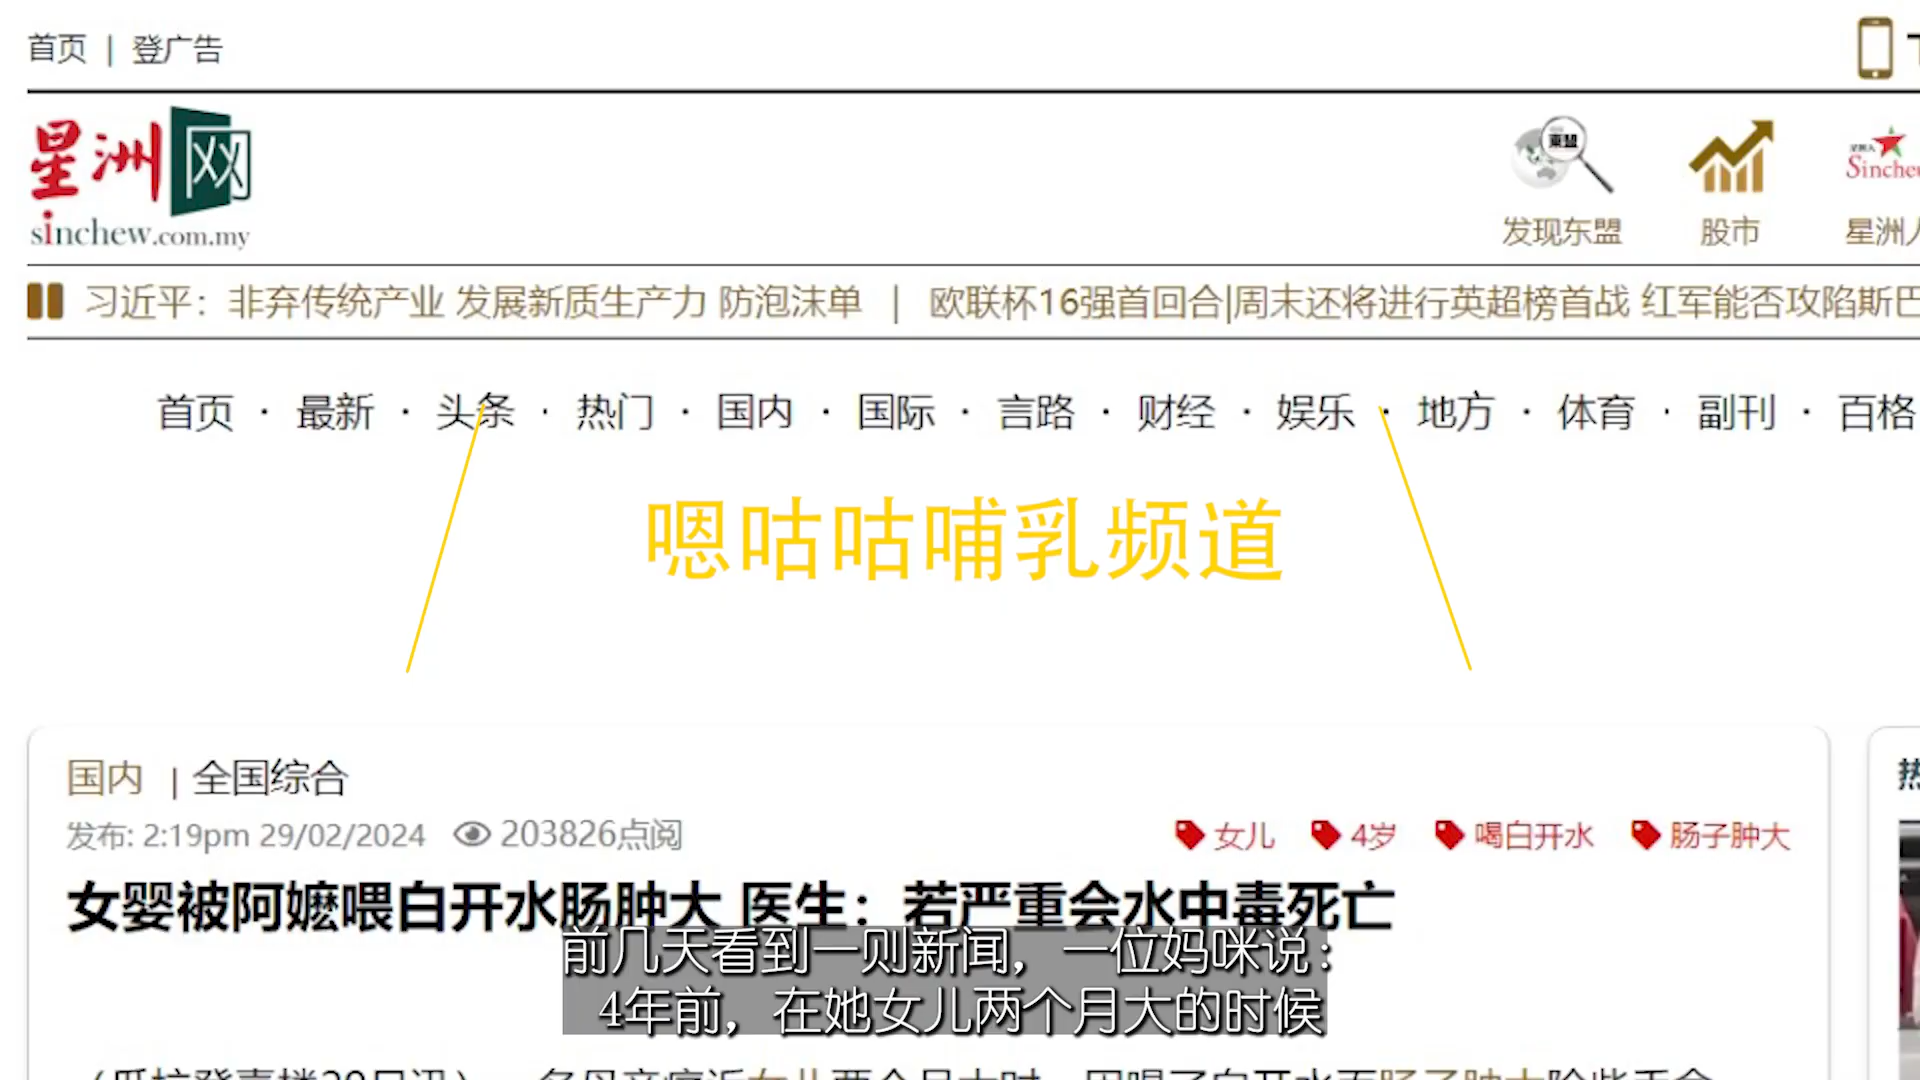 首页 | 登广告
星洲网
sinchew.com.my
東盟
Sinchew
发现东盟
股市
星洲人
习近平：非弃传统产业 发展新质生产力 防泡沫单 | 欧联杯16强首回合|周末还将进行英超榜首战 红军能否攻陷斯巴
首页 · 最新 · 头条 · 热门 · 国内 · 国际 · 言路 · 财经 · 娱乐 · 地方 · 体育 · 副刊 · 百格
嗯咕咕哺乳频道
国内 | 全国综合
发布: 2:19pm 29/02/2024 203826点阅
女儿 4岁 喝白开水 肠子肿大
热
女婴被阿嬷喂白开水肠肿大 医生：若严重会水中毒死亡
前几天看到一则新闻，一位妈咪说：
4年前，在她女儿两个月大的时候